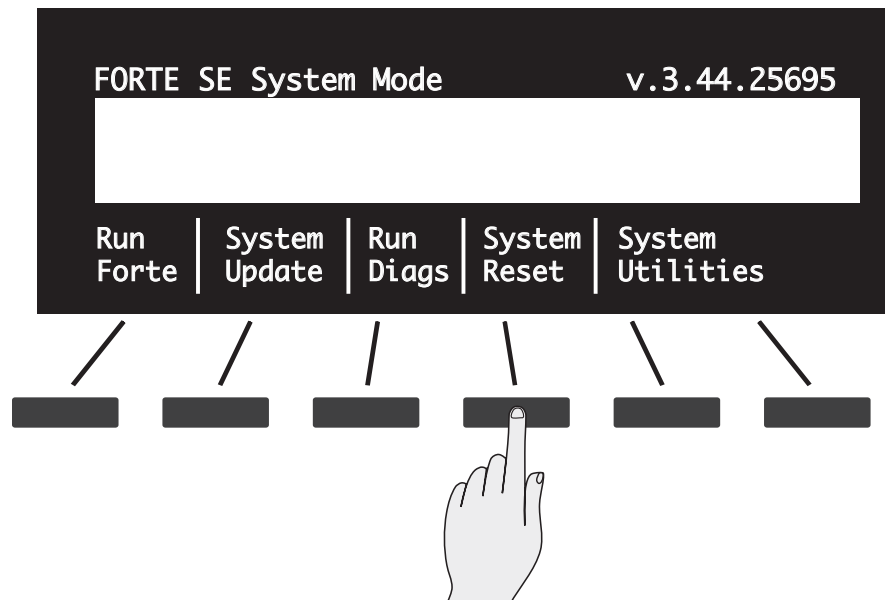 FORTE SE System Mode v.3.44.25695
Run System Run System System
Forte Update Diags Reset Utilities